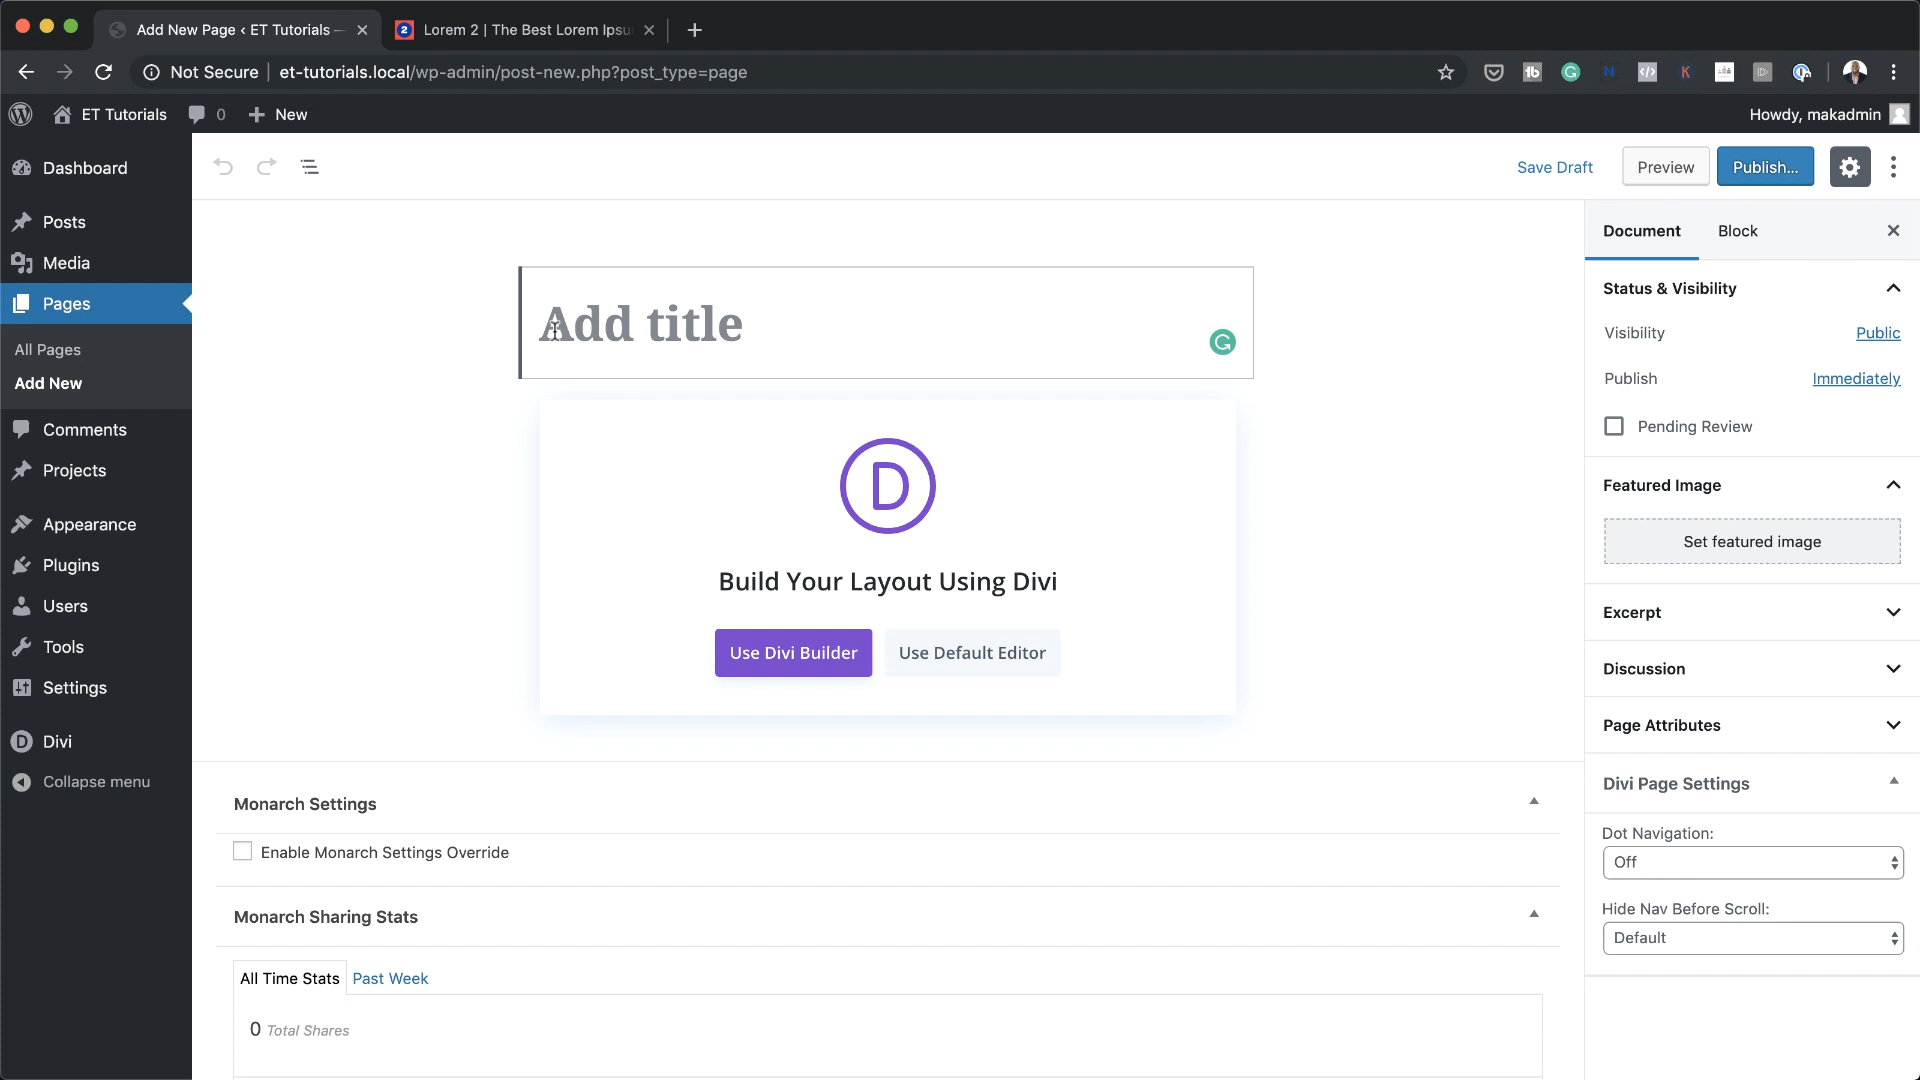 Add New Page ‹ ET Tutorials —
2 Lorem 2 | The Best Lorem Ipsu
Not Secure
et-tutorials.local/wp-admin/post-new.php?post_type=page
ET Tutorials
0
New
Howdy, makadmin
Dashboard
Posts
Media
Pages
All Pages
Add New
Comments
Projects
Appearance
Plugins
Users
Tools
Settings
Divi
Collapse menu
Save Draft
Preview
Publish...
Add title
D
Build Your Layout Using Divi
Use Divi Builder
Use Default Editor
Monarch Settings
Enable Monarch Settings Override
Monarch Sharing Stats
All Time Stats
Past Week
0 Total Shares
Document
Block
Status & Visibility
Visibility
Public
Publish
Immediately
Pending Review
Featured Image
Set featured image
Excerpt
Discussion
Page Attributes
Divi Page Settings
Dot Navigation:
Off
Hide Nav Before Scroll:
Default